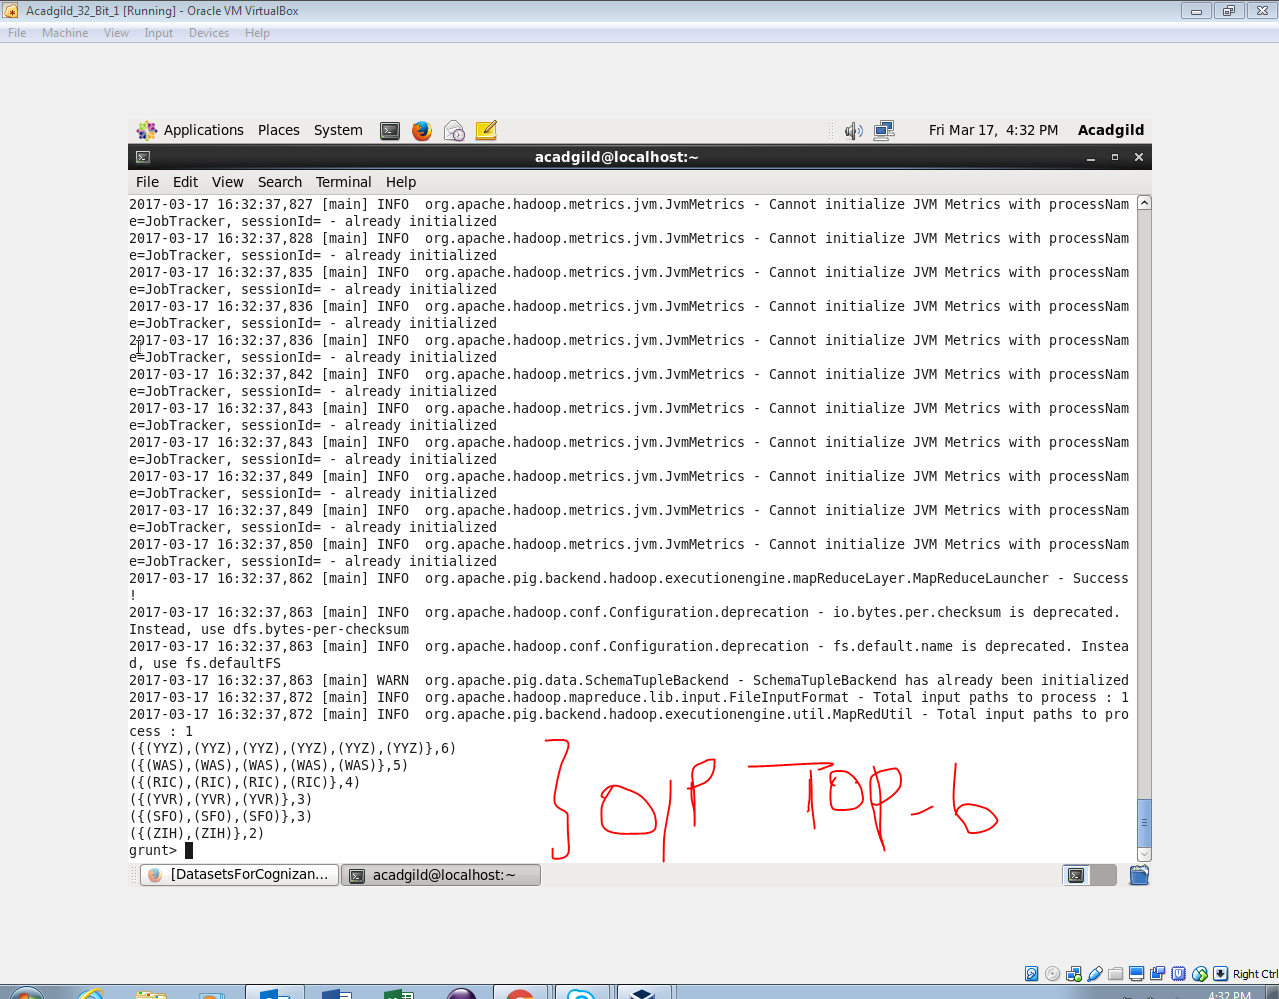 Acadgild_32_Bit_1 [Running] - Oracle VM VirtualBox
File Machine View Input Devices Help
Applications Places System Fri Mar 17, 4:32 PM Acadgild
acadgild@localhost:~
File Edit View Search Terminal Help
2017-03-17 16:32:37,827 [main] INFO  org.apache.hadoop.metrics.jvm.JvmMetrics - Cannot initialize JVM Metrics with processNam
e=JobTracker, sessionId= - already initialized
2017-03-17 16:32:37,828 [main] INFO  org.apache.hadoop.metrics.jvm.JvmMetrics - Cannot initialize JVM Metrics with processNam
e=JobTracker, sessionId= - already initialized
2017-03-17 16:32:37,835 [main] INFO  org.apache.hadoop.metrics.jvm.JvmMetrics - Cannot initialize JVM Metrics with processNam
e=JobTracker, sessionId= - already initialized
2017-03-17 16:32:37,836 [main] INFO  org.apache.hadoop.metrics.jvm.JvmMetrics - Cannot initialize JVM Metrics with processNam
e=JobTracker, sessionId= - already initialized
2017-03-17 16:32:37,836 [main] INFO  org.apache.hadoop.metrics.jvm.JvmMetrics - Cannot initialize JVM Metrics with processNam
e=JobTracker, sessionId= - already initialized
2017-03-17 16:32:37,842 [main] INFO  org.apache.hadoop.metrics.jvm.JvmMetrics - Cannot initialize JVM Metrics with processNam
e=JobTracker, sessionId= - already initialized
2017-03-17 16:32:37,843 [main] INFO  org.apache.hadoop.metrics.jvm.JvmMetrics - Cannot initialize JVM Metrics with processNam
e=JobTracker, sessionId= - already initialized
2017-03-17 16:32:37,843 [main] INFO  org.apache.hadoop.metrics.jvm.JvmMetrics - Cannot initialize JVM Metrics with processNam
e=JobTracker, sessionId= - already initialized
2017-03-17 16:32:37,849 [main] INFO  org.apache.hadoop.metrics.jvm.JvmMetrics - Cannot initialize JVM Metrics with processNam
e=JobTracker, sessionId= - already initialized
2017-03-17 16:32:37,849 [main] INFO  org.apache.hadoop.metrics.jvm.JvmMetrics - Cannot initialize JVM Metrics with processNam
e=JobTracker, sessionId= - already initialized
2017-03-17 16:32:37,850 [main] INFO  org.apache.hadoop.metrics.jvm.JvmMetrics - Cannot initialize JVM Metrics with processNam
e=JobTracker, sessionId= - already initialized
2017-03-17 16:32:37,862 [main] INFO  org.apache.pig.backend.hadoop.executionengine.mapReduceLayer.MapReduceLauncher - Success
!
2017-03-17 16:32:37,863 [main] INFO  org.apache.hadoop.conf.Configuration.deprecation - io.bytes.per.checksum is deprecated.
Instead, use dfs.bytes-per-checksum
2017-03-17 16:32:37,863 [main] INFO  org.apache.hadoop.conf.Configuration.deprecation - fs.default.name is deprecated. Instea
d, use fs.defaultFS
2017-03-17 16:32:37,863 [main] WARN  org.apache.pig.data.SchemaTupleBackend - SchemaTupleBackend has already been initialized
2017-03-17 16:32:37,872 [main] INFO  org.apache.hadoop.mapreduce.lib.input.FileInputFormat - Total input paths to process : 1
2017-03-17 16:32:37,872 [main] INFO  org.apache.pig.backend.hadoop.executionengine.util.MapRedUtil - Total input paths to pro
cess : 1
({(YYZ),(YYZ),(YYZ),(YYZ),(YYZ),(YYZ)},6)
({(WAS),(WAS),(WAS),(WAS),(WAS)},5)
({(RIC),(RIC),(RIC),(RIC)},4)
({(YVR),(YVR),(YVR)},3)
({(SFO),(SFO),(SFO)},3)
({(ZIH),(ZIH)},2)
grunt>
} O/P TOP-6
[DatasetsForCognizan... acadgild@localhost:~
Right Ctrl
4:32 PM